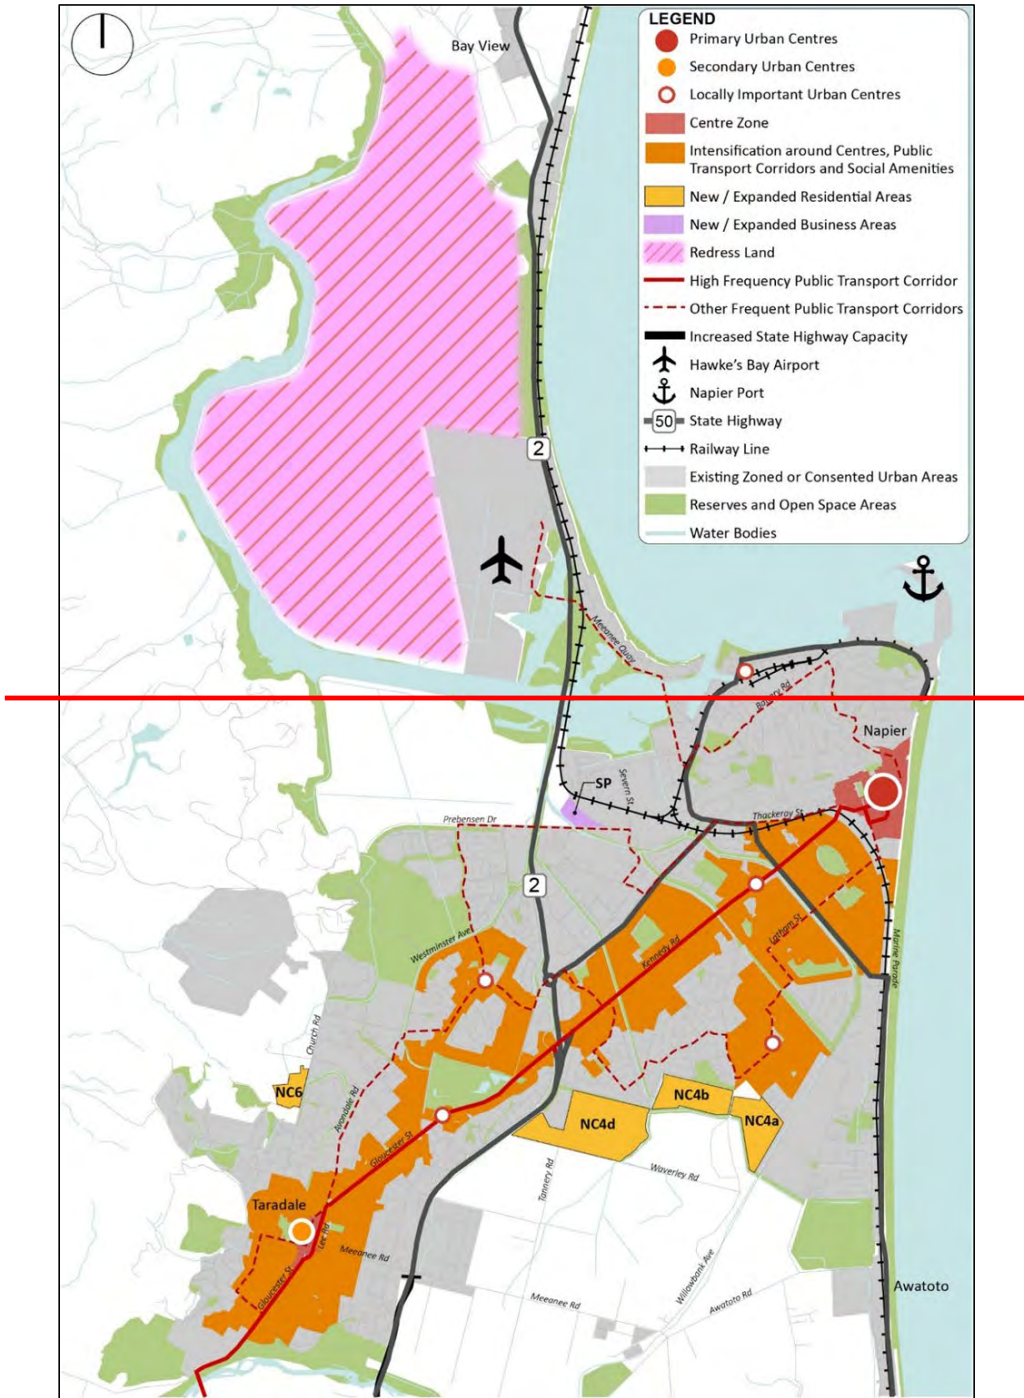 Bay View
LEGEND
Primary Urban Centres
Secondary Urban Centres
Locally Important Urban Centres
Centre Zone
Intensification around Centres, Public
Transport Corridors and Social Amenities
New / Expanded Residential Areas
New / Expanded Business Areas
Redress Land
High Frequency Public Transport Corridor
Other Frequent Public Transport Corridors
Increased State Highway Capacity
Hawke's Bay Airport
Napier Port
50 State Highway
Railway Line
Existing Zoned or Consented Urban Areas
Reserves and Open Space Areas
Water Bodies
2
Meeanee Quay
Battery Rd
Napier
SP
Severn St
Thackeray St
Prebensen Dr
2
Westminster Ave
Kennedy Rd
Latham St
Marine Parade
Church Rd
NC6
Avondale Rd
NC4b
NC4a
NC4d
Gloucester St
Waverley Rd
Tannery Rd
Taradale
Lee Rd
Meeanee Rd
Gloucester St
Willowbank Ave
Meeanee Rd
Awatoto Rd
Awatoto